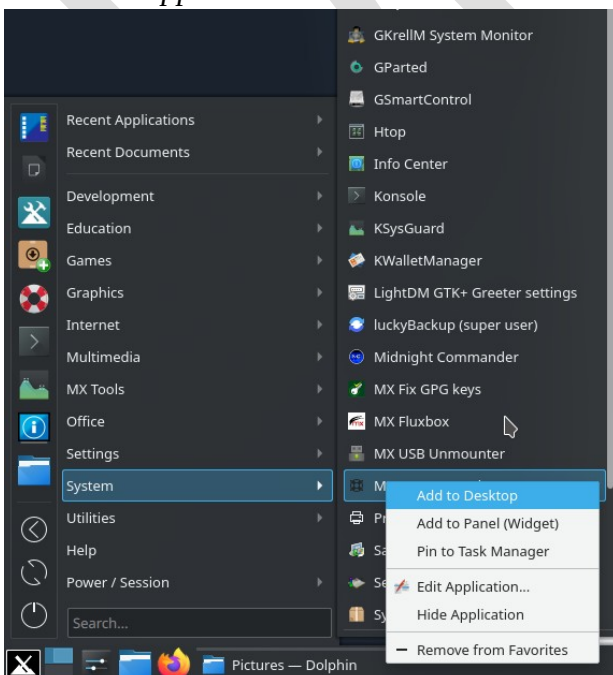 GKrellM System Monitor
GParted
GSmartControl
Htop
Info Center
Konsole
KSysGuard
KWalletManager
LightDM GTK+ Greeter settings
luckyBackup (super user)
Midnight Commander
MX Fix GPG keys
MX Fluxbox
MX USB Unmounter
Recent Applications
Recent Documents
Development
Education
Games
Graphics
Internet
Multimedia
MX Tools
Office
Settings
System
Utilities
Help
Power / Session
Search...
Add to Desktop
Add to Panel (Widget)
Pin to Task Manager
Edit Application...
Hide Application
Remove from Favorites
Pictures — Dolphin